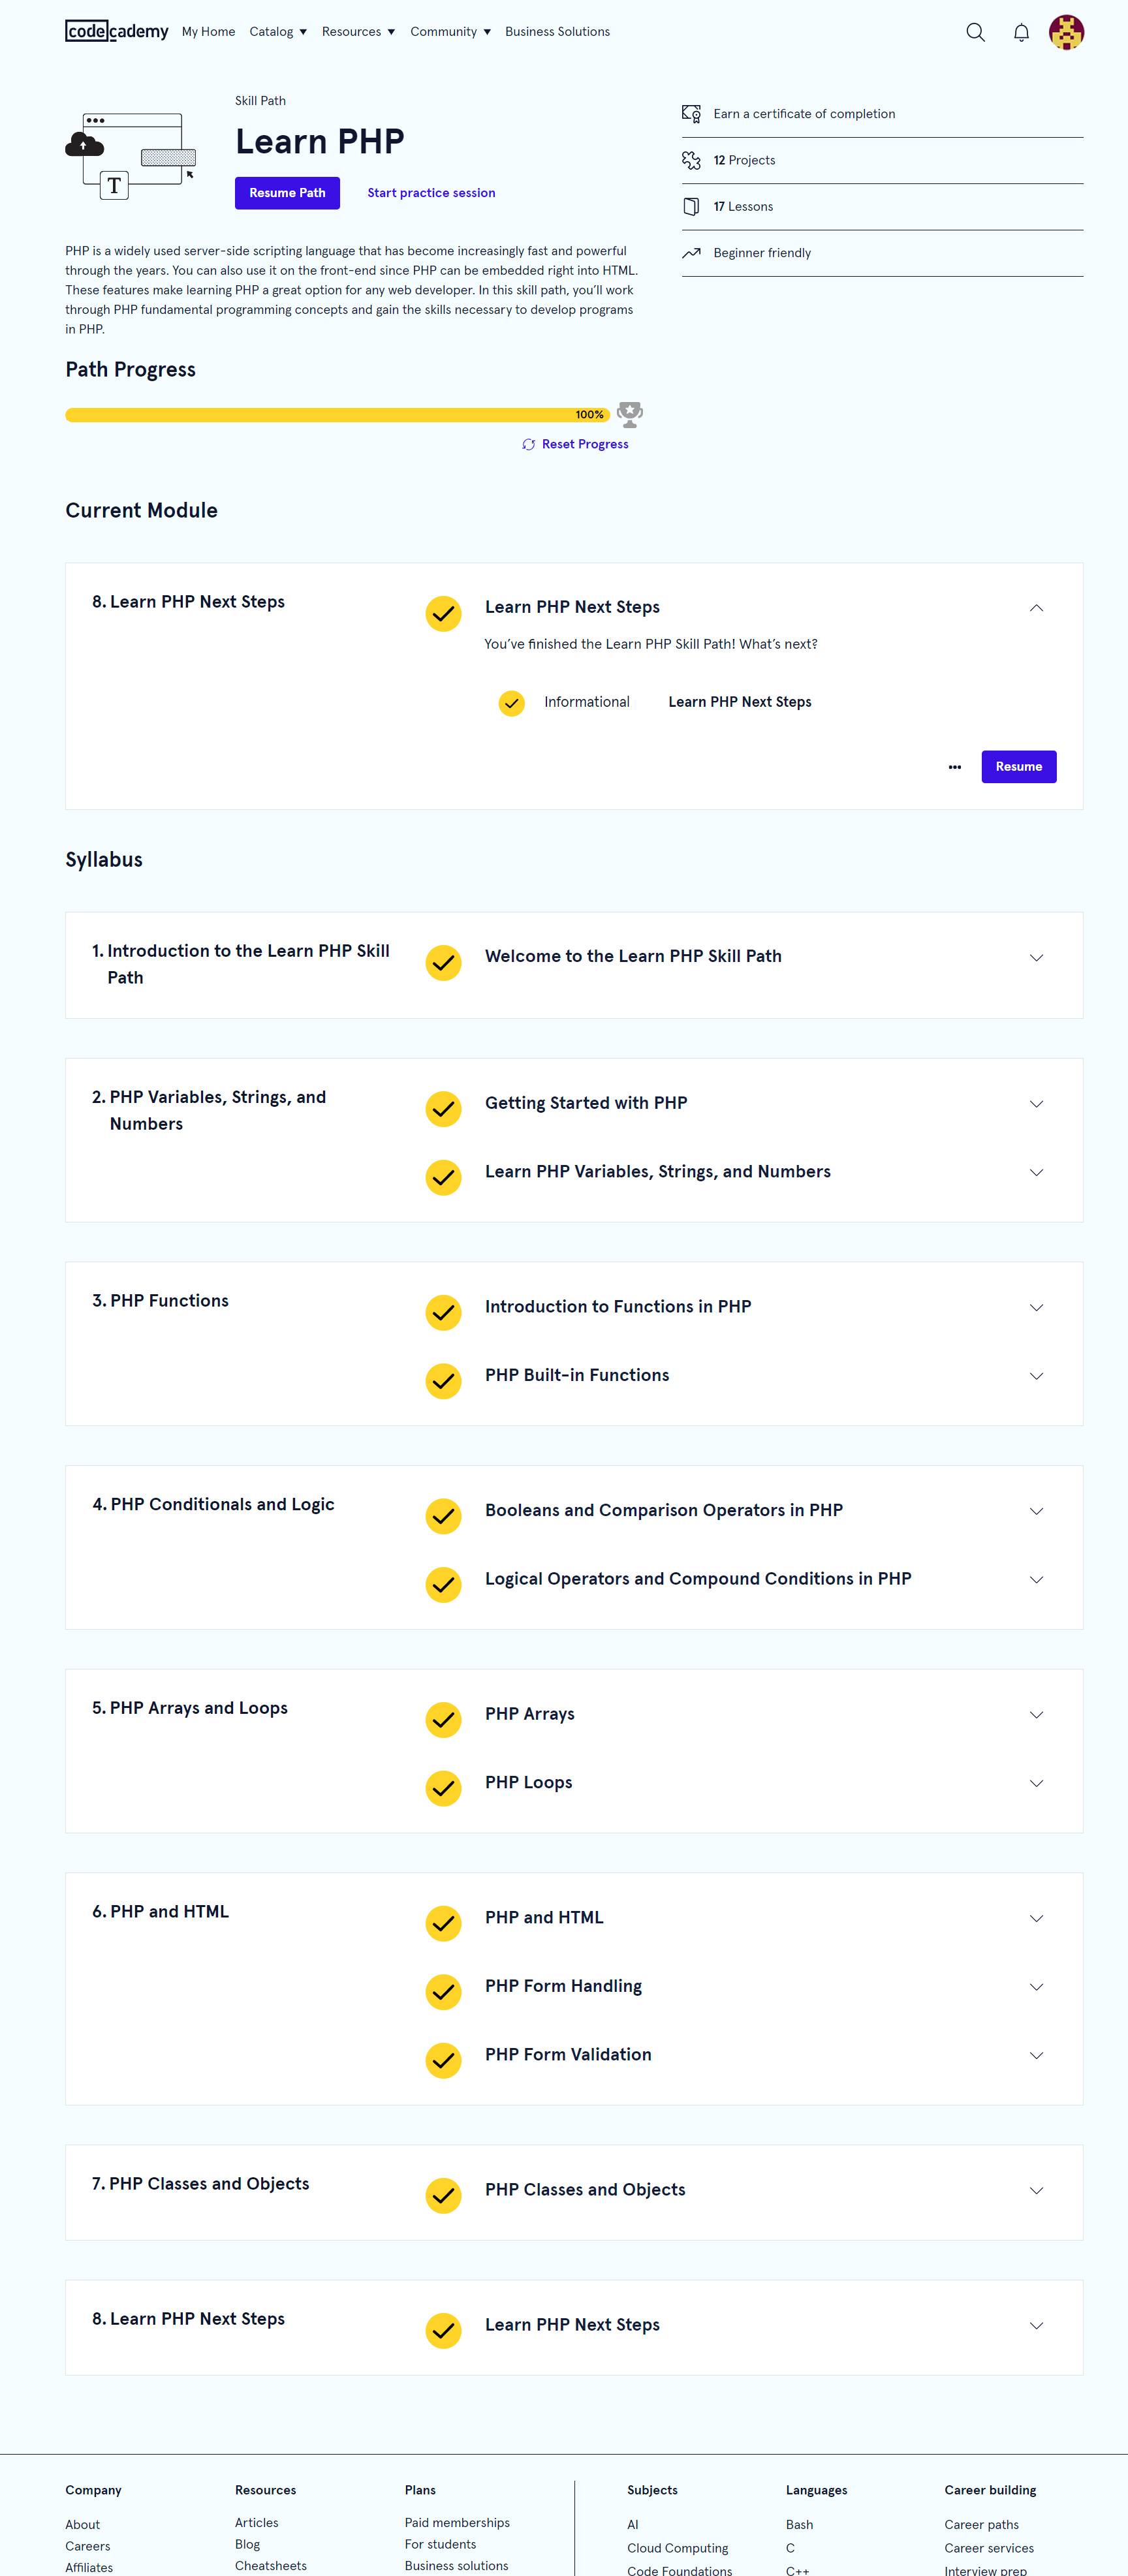 codecademy My Home Catalog Resources Community Business Solutions
Skill Path
Learn PHP
T
Resume Path Start practice session
Earn a certificate of completion
12 Projects
17 Lessons
Beginner friendly
PHP is a widely used server-side scripting language that has become increasingly fast and powerful
through the years. You can also use it on the front-end since PHP can be embedded right into HTML.
These features make learning PHP a great option for any web developer. In this skill path, you’ll work
through PHP fundamental programming concepts and gain the skills necessary to develop programs
in PHP.
Path Progress
100%
Reset Progress
Current Module
8. Learn PHP Next Steps
Learn PHP Next Steps
You’ve finished the Learn PHP Skill Path! What’s next?
Informational Learn PHP Next Steps
Resume
Syllabus
1. Introduction to the Learn PHP Skill
Path
Welcome to the Learn PHP Skill Path
2. PHP Variables, Strings, and
Numbers
Getting Started with PHP
Learn PHP Variables, Strings, and Numbers
3. PHP Functions
Introduction to Functions in PHP
PHP Built-in Functions
4. PHP Conditionals and Logic
Booleans and Comparison Operators in PHP
Logical Operators and Compound Conditions in PHP
5. PHP Arrays and Loops
PHP Arrays
PHP Loops
6. PHP and HTML
PHP and HTML
PHP Form Handling
PHP Form Validation
7. PHP Classes and Objects
PHP Classes and Objects
8. Learn PHP Next Steps
Learn PHP Next Steps
Company
About
Careers
Affiliates
Resources
Articles
Blog
Cheatsheets
Plans
Paid memberships
For students
Business solutions
Subjects
AI
Cloud Computing
Code Foundations
Languages
Bash
C
C++
Career building
Career paths
Career services
Interview prep